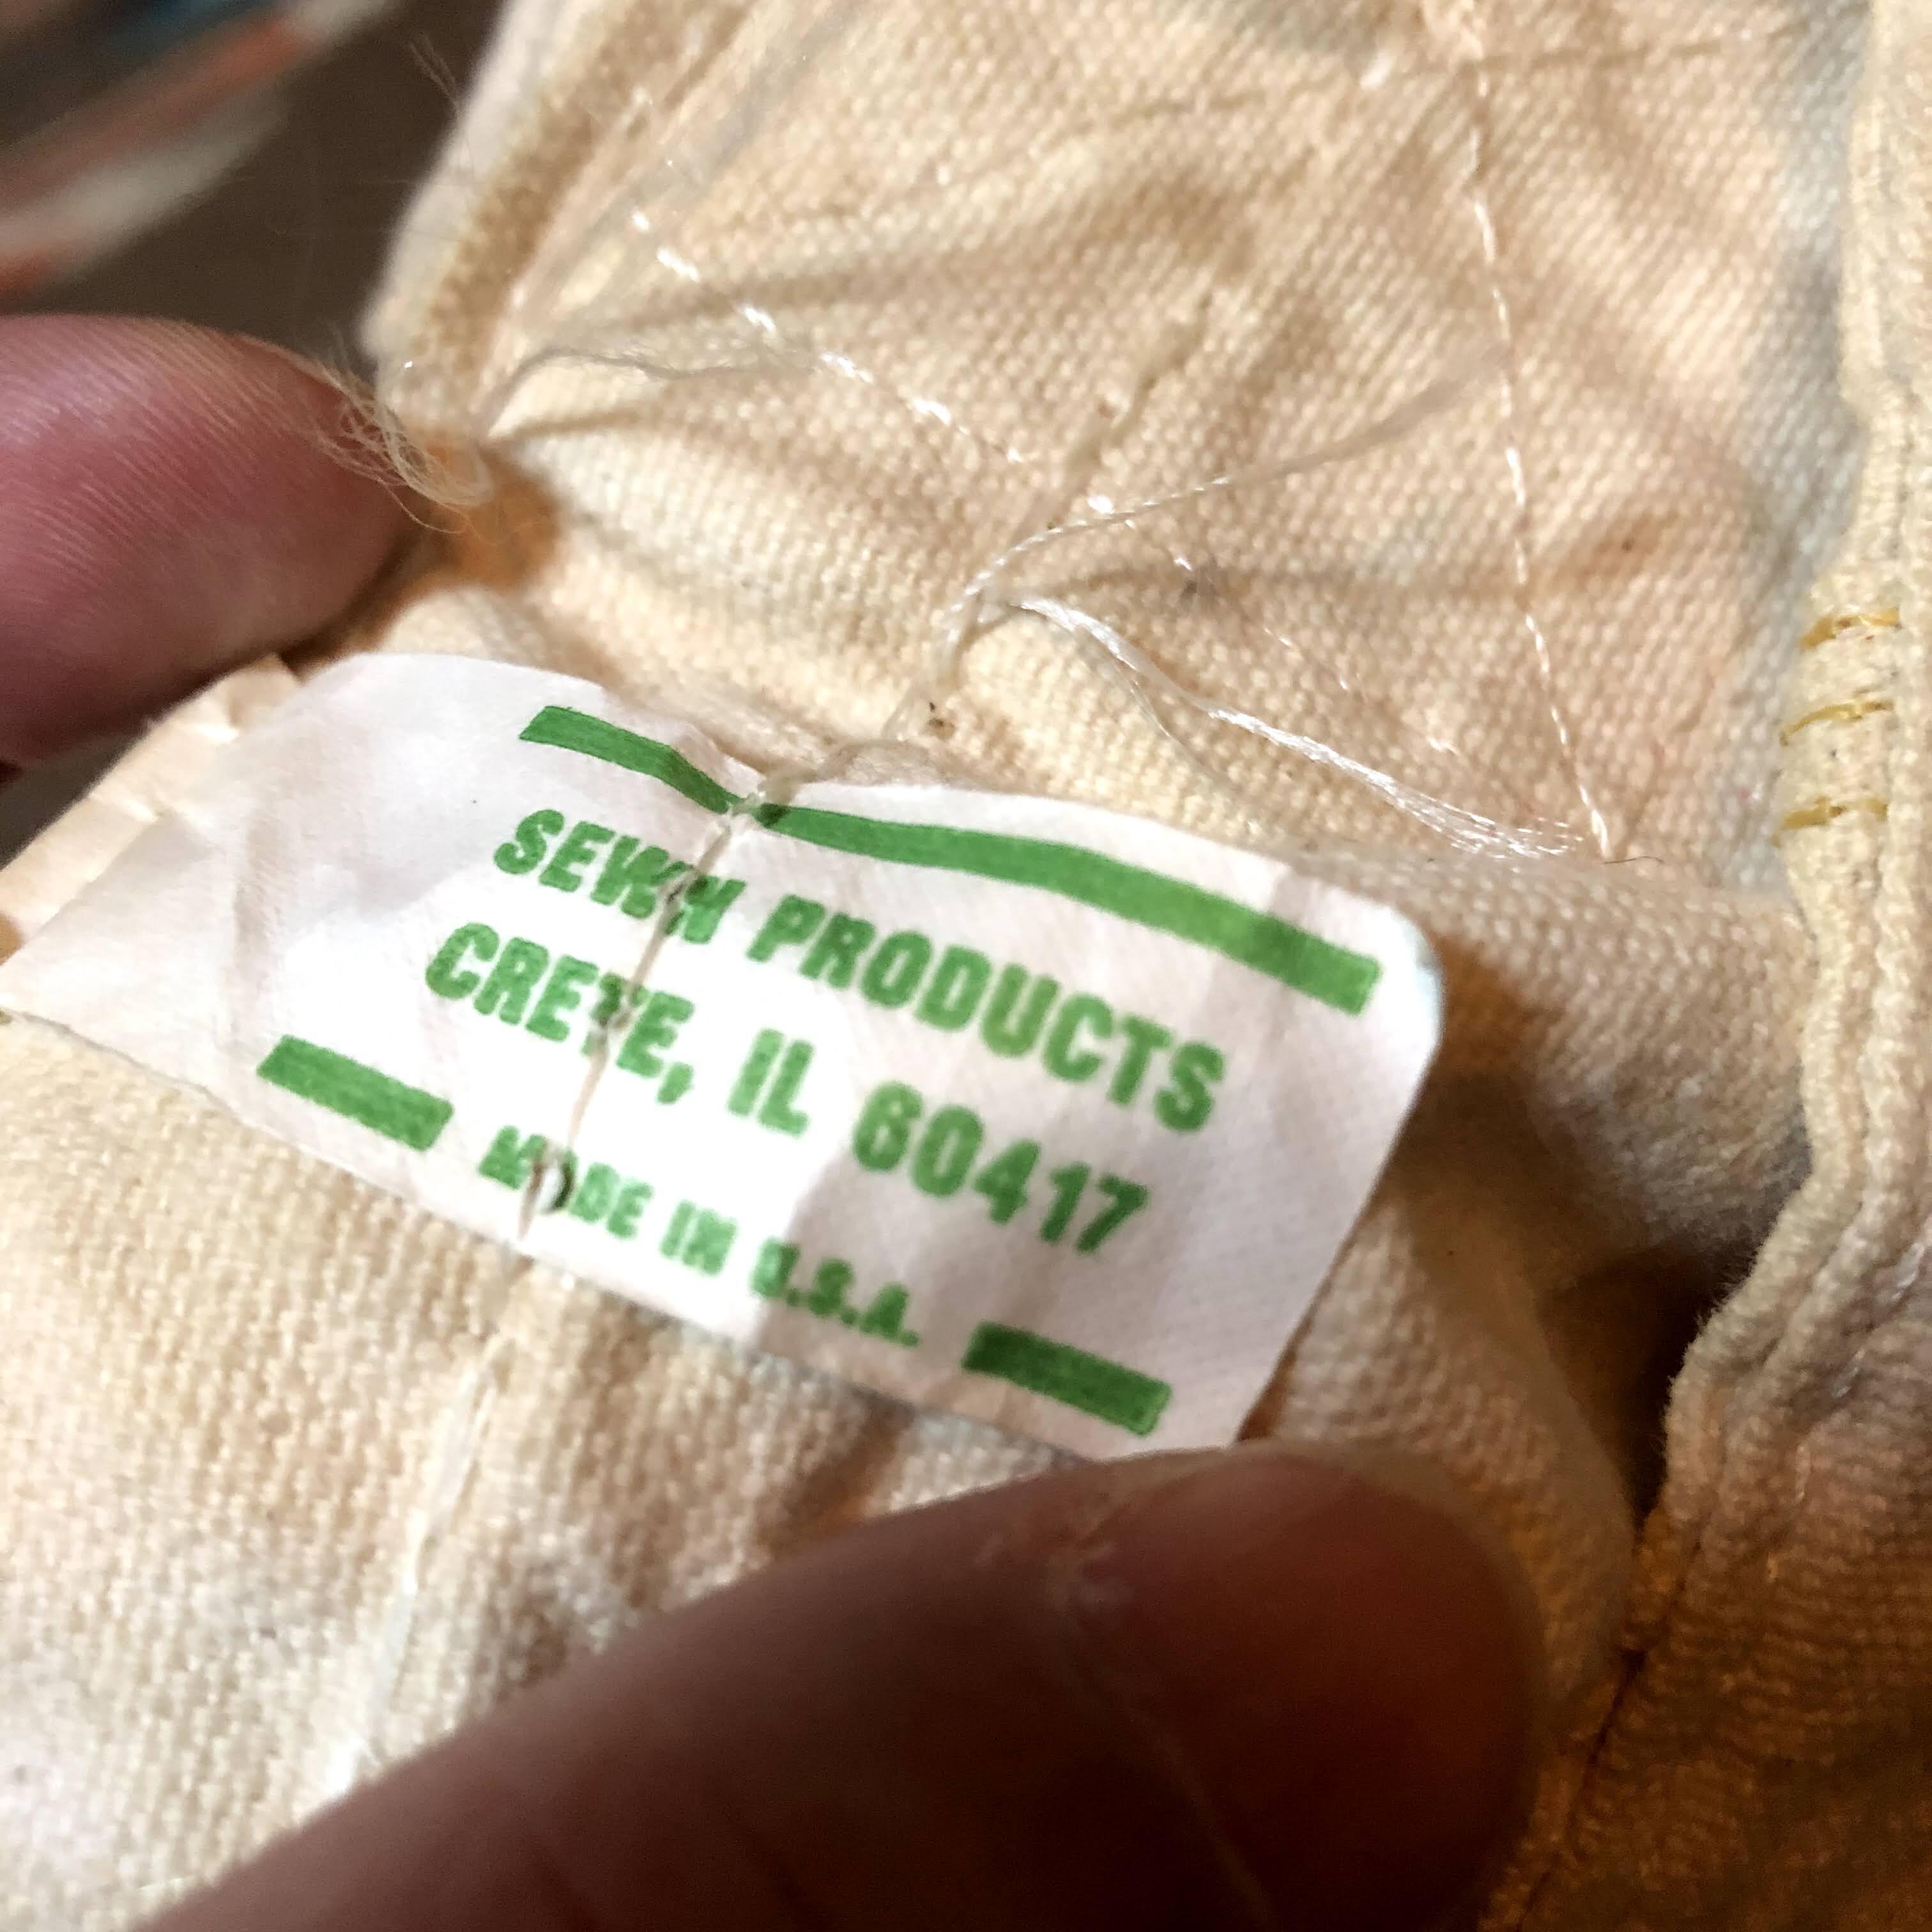 SEWN PRODUCTS
CRETE, IL 60417
MADE IN U.S.A.